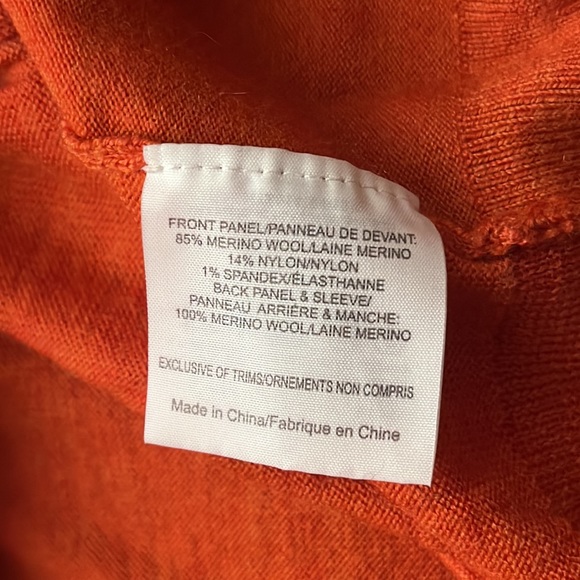 FRONT PANEL/PANNEAU DE DEVANT:
85% MERINO WOOL/LAINE MERINO
14% NYLON/NYLON
1% SPANDEX/ÉLASTHANNE
BACK PANEL & SLEEVE/
PANNEAU ARRIÈRE & MANCHE:
100% MERINO WOOL/LAINE MERINO
EXCLUSIVE OF TRIMS/ORNEMENTS NON COMPRIS
Made in China/Fabrique en Chine